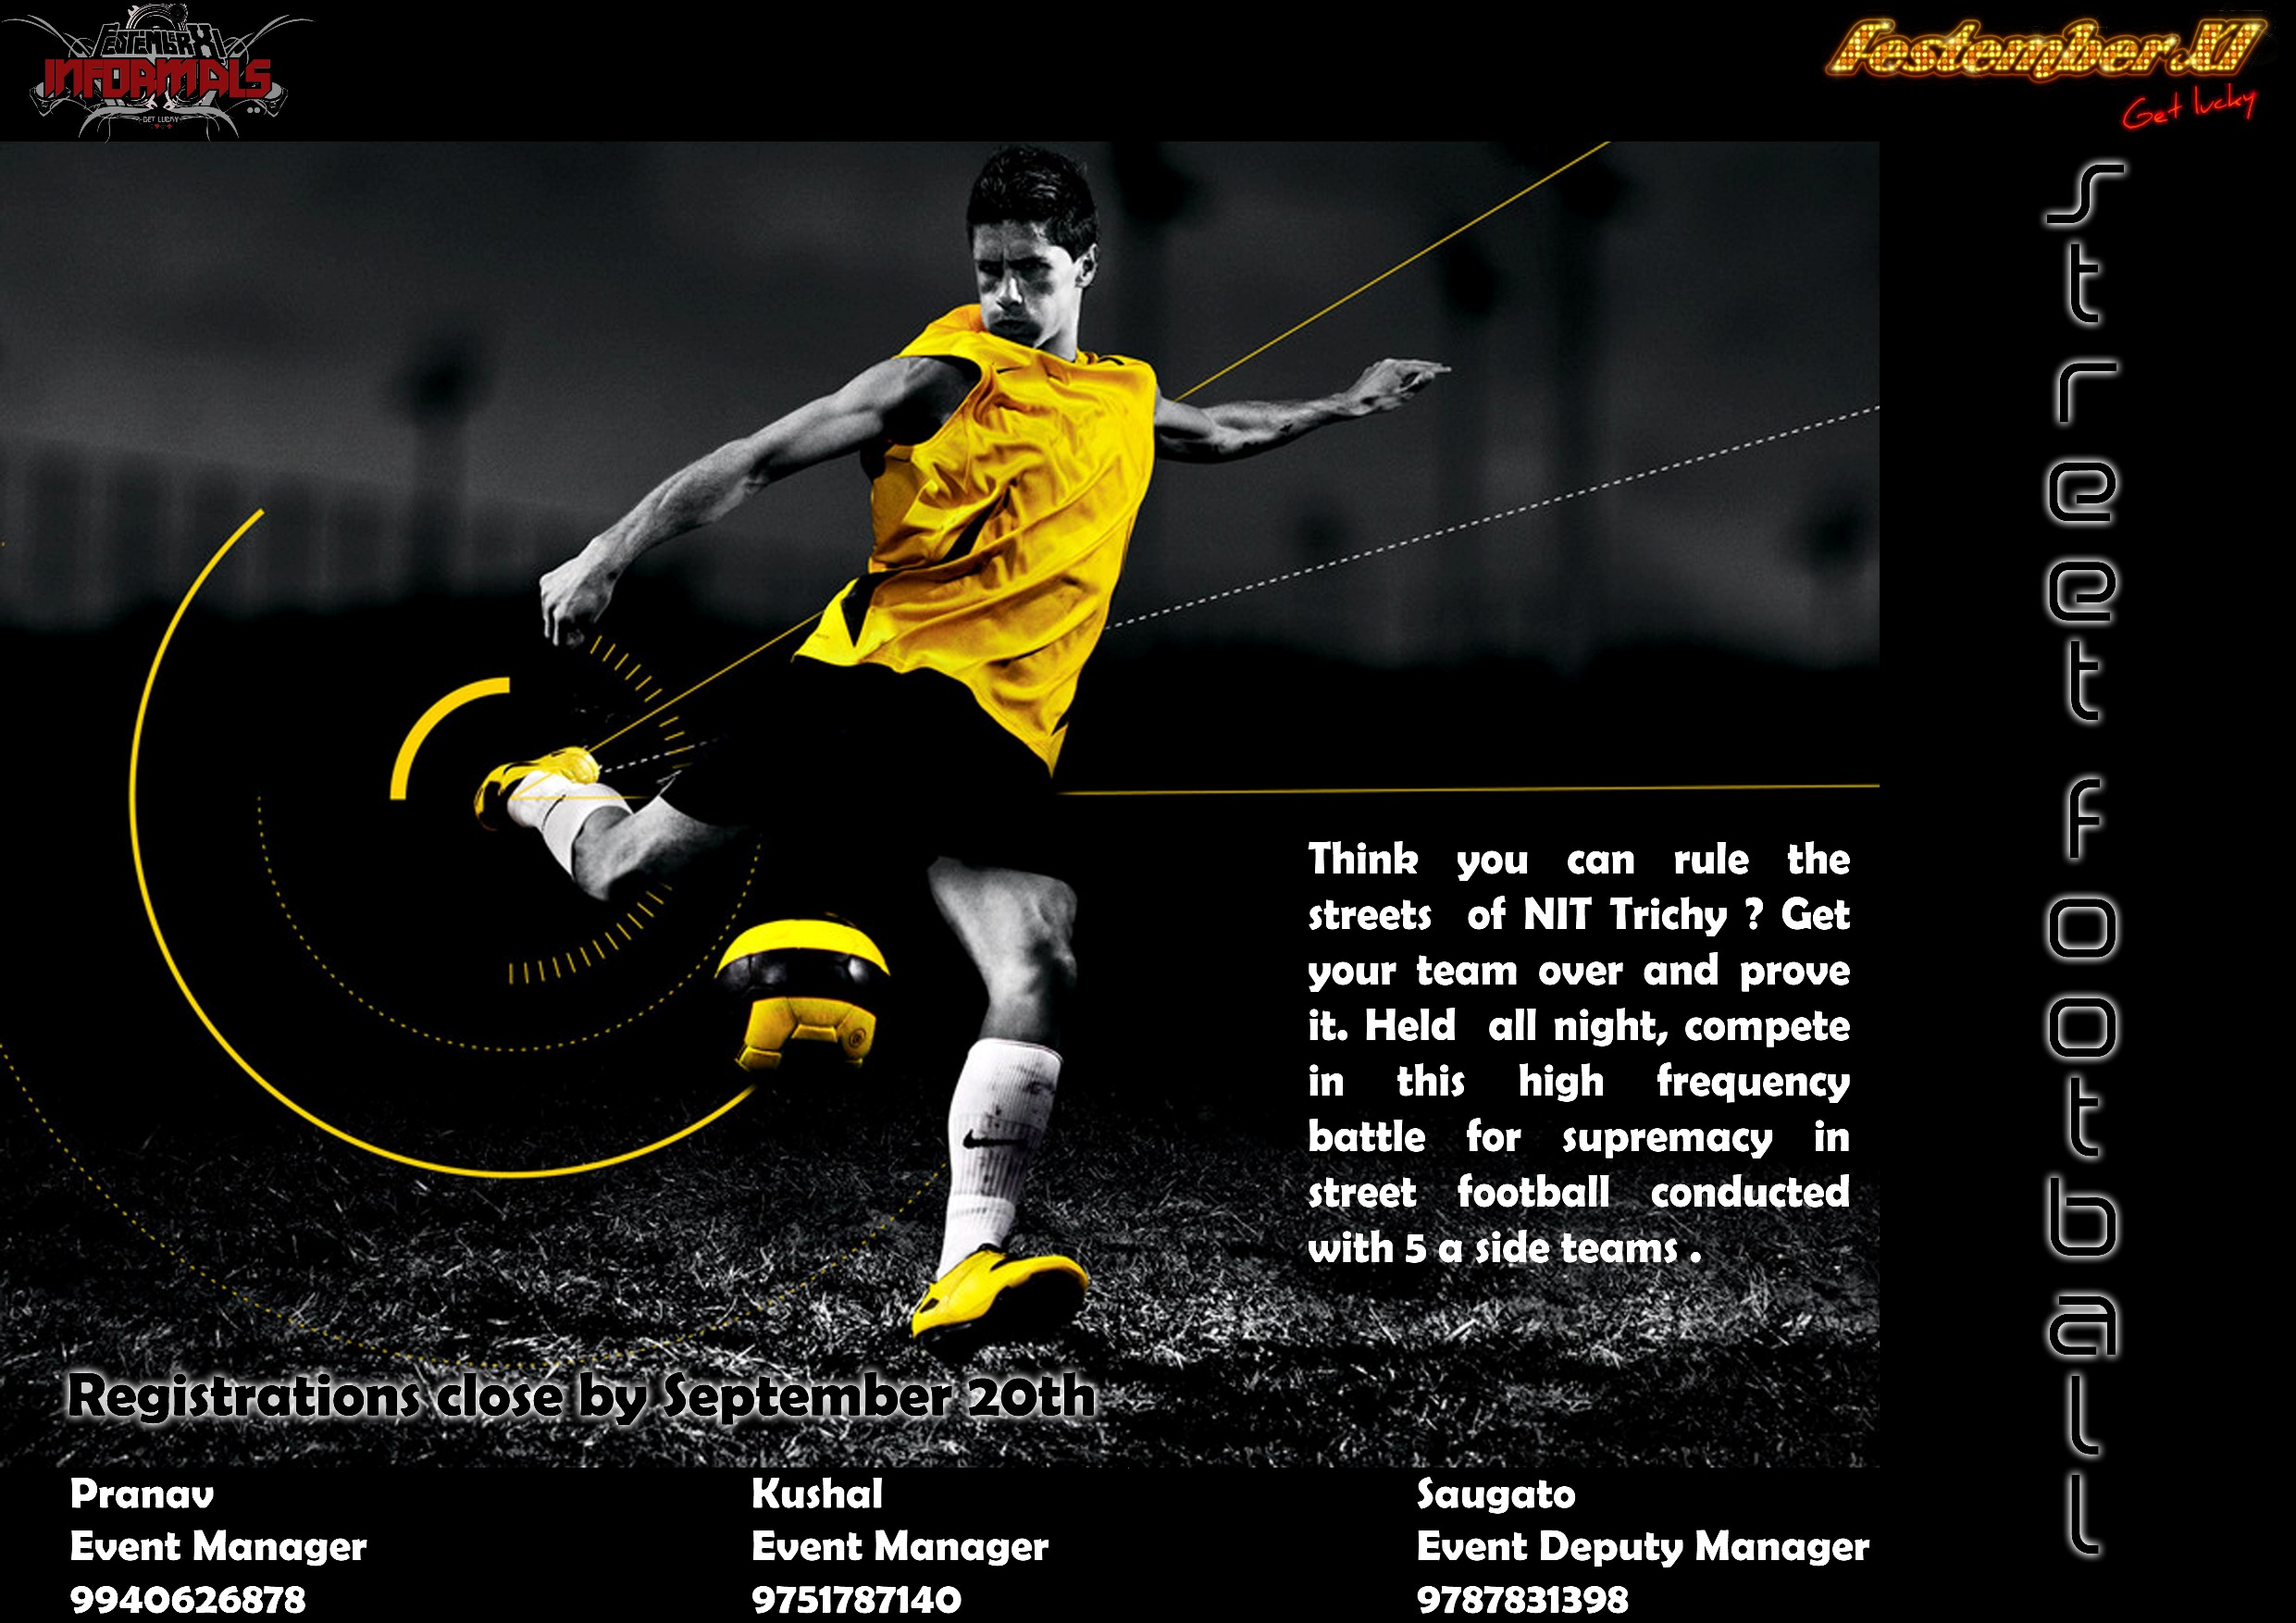 Festember XI
INFORMALS
GET LUCKY
Festember.XI
Get lucky
street football
Think you can rule the
streets of NIT Trichy ? Get
your team over and prove
it. Held all night, compete
in this high frequency
battle for supremacy in
street football conducted
with 5 a side teams .
Registrations close by September 20th
Pranav
Event Manager
9940626878
Kushal
Event Manager
9751787140
Saugato
Event Deputy Manager
9787831398